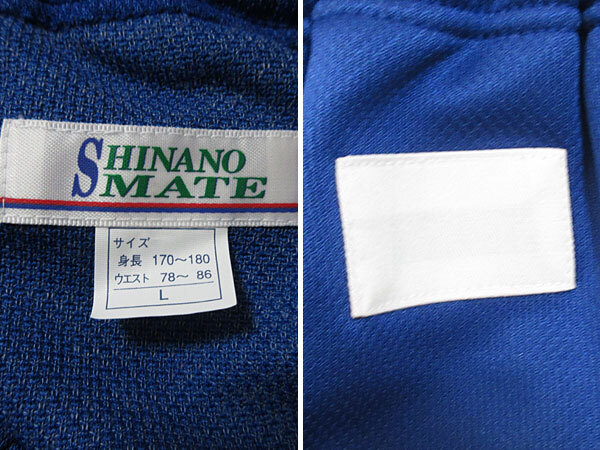 SHINANO
MATE
サイズ
身長 170～180
ウエスト 78～ 86
L